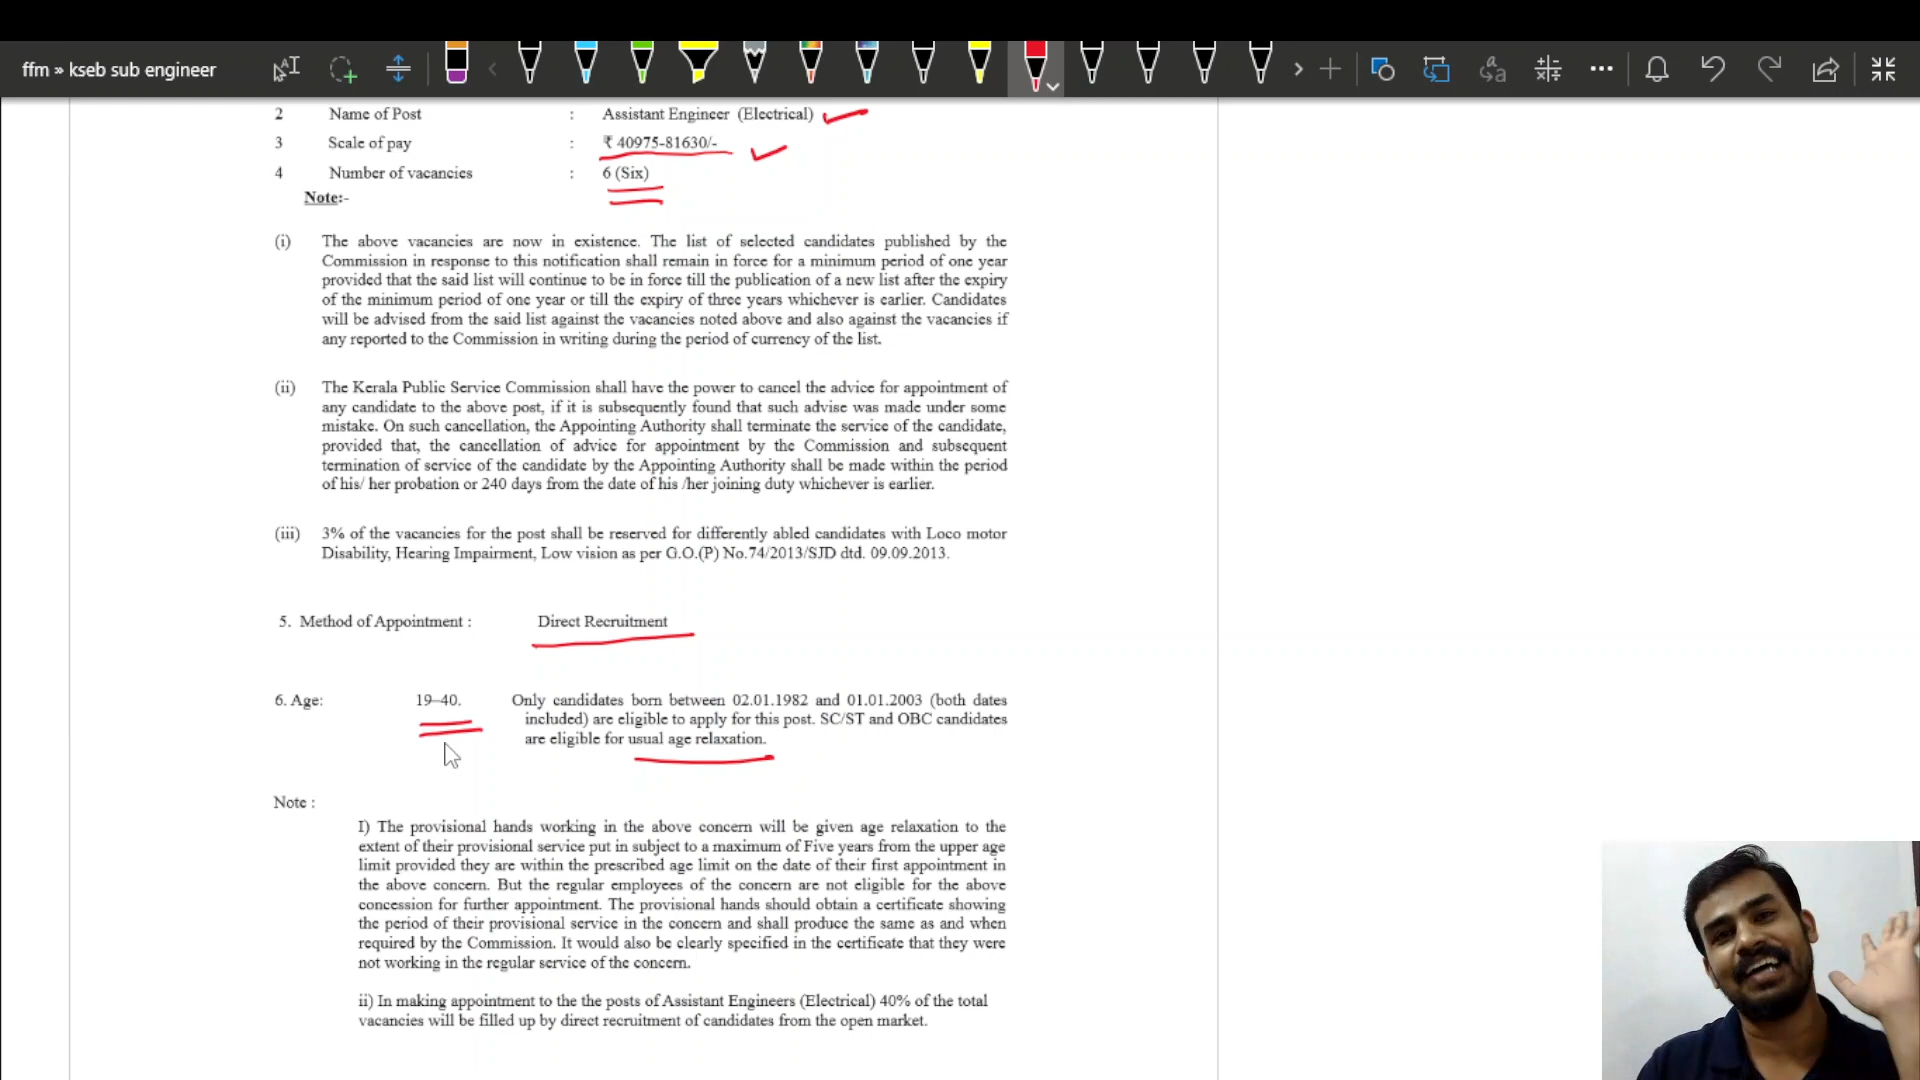 ffm » kseb sub engineer
2 Name of Post : Assistant Engineer (Electrical)
3 Scale of pay : ₹ 40975-81630/-
4 Number of vacancies : 6 (Six)
Note:-
(i) The above vacancies are now in existence. The list of selected candidates published by the
Commission in response to this notification shall remain in force for a minimum period of one year
provided that the said list will continue to be in force till the publication of a new list after the expiry
of the minimum period of one year or till the expiry of three years whichever is earlier. Candidates
will be advised from the said list against the vacancies noted above and also against the vacancies if
any reported to the Commission in writing during the period of currency of the list.
(ii) The Kerala Public Service Commission shall have the power to cancel the advice for appointment of
any candidate to the above post, if it is subsequently found that such advise was made under some
mistake. On such cancellation, the Appointing Authority shall terminate the service of the candidate,
provided that, the cancellation of advice for appointment by the Commission and subsequent
termination of service of the candidate by the Appointing Authority shall be made within the period
of his/ her probation or 240 days from the date of his /her joining duty whichever is earlier.
(iii) 3% of the vacancies for the post shall be reserved for differently abled candidates with Loco motor
Disability, Hearing Impairment, Low vision as per G.O.(P) No.74/2013/SJD dtd. 09.09.2013.
5. Method of Appointment : Direct Recruitment
6. Age: 19–40. Only candidates born between 02.01.1982 and 01.01.2003 (both dates
included) are eligible to apply for this post. SC/ST and OBC candidates
are eligible for usual age relaxation.
Note :
I) The provisional hands working in the above concern will be given age relaxation to the
extent of their provisional service put in subject to a maximum of Five years from the upper age
limit provided they are within the prescribed age limit on the date of their first appointment in
the above concern. But the regular employees of the concern are not eligible for the above
concession for further appointment. The provisional hands should obtain a certificate showing
the period of their provisional service in the concern and shall produce the same as and when
required by the Commission. It would also be clearly specified in the certificate that they were
not working in the regular service of the concern.
ii) In making appointment to the the posts of Assistant Engineers (Electrical) 40% of the total
vacancies will be filled up by direct recruitment of candidates from the open market.